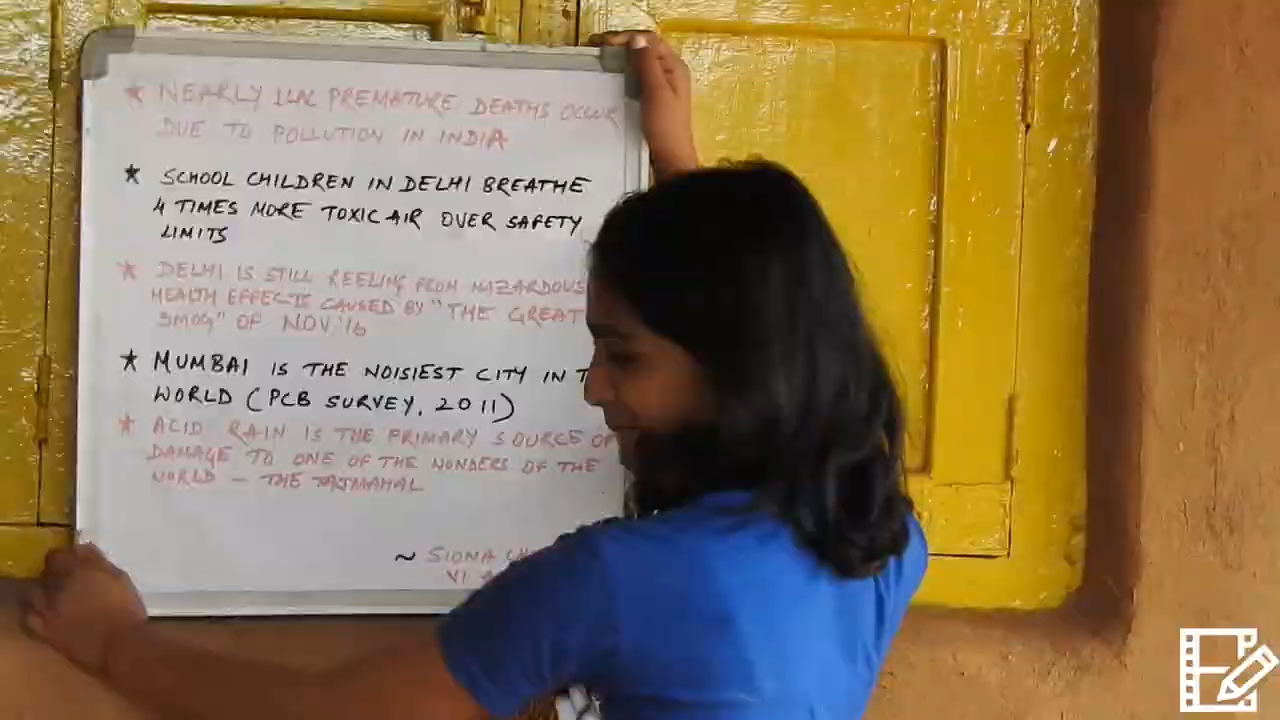 ★ NEARLY 1LAC PREMATURE DEATHS OCCUR
DUE TO POLLUTION IN INDIA
★ SCHOOL CHILDREN IN DELHI BREATHE
4 TIMES MORE TOXIC AIR OVER SAFETY
LIMITS
★ DELHI IS STILL REELING FROM HAZARDOUS
HEALTH EFFECTS CAUSED BY "THE GREAT
SMOG" OF NOV.'16
★ MUMBAI IS THE NOISIEST CITY IN T
WORLD (PCB SURVEY, 2011)
★ ACID RAIN IS THE PRIMARY SOURCE OF
DAMAGE TO ONE OF THE WONDERS OF THE
WORLD – THE TAJMAHAL
~ SIONA
VI